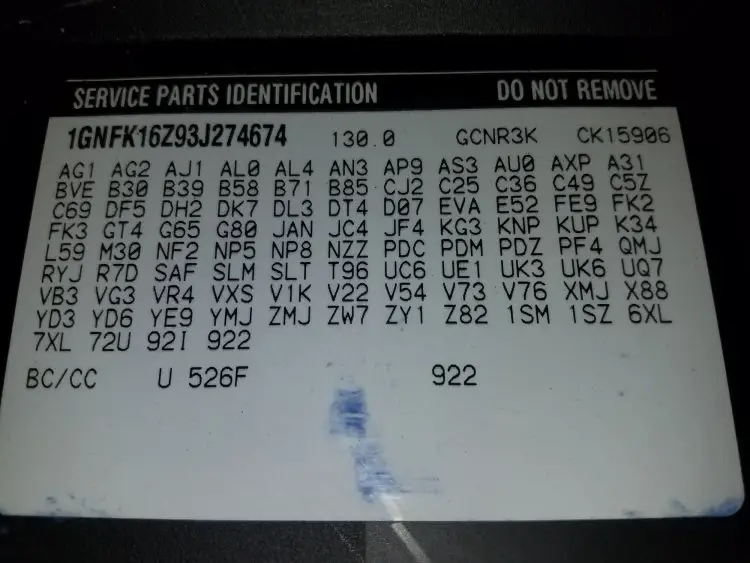 SERVICE PARTS IDENTIFICATION DO NOT REMOVE
1GNFK16Z93J274674 130.0 GCNR3K CK15906
AG1 AG2 AJ1 AL0 AL4 AN3 AP9 AS3 AU0 AXP A31
BVE B30 B39 B58 B71 B85 CJ2 C25 C36 C49 C5Z
C69 DF5 DH2 DK7 DL3 DT4 D07 EVA E52 FE9 FK2
FK3 GT4 G65 G80 JAN JC4 JF4 KG3 KNP KUP K34
L59 M30 NF2 NP5 NP8 NZZ PDC PDM PDZ PF4 QMJ
RYJ R7D SAF SLM SLT T96 UC6 UE1 UK3 UK6 UQ7
VB3 VG3 VR4 VXS V1K V22 V54 V73 V76 XMJ X88
YD3 YD6 YE9 YMJ ZMJ ZW7 ZY1 Z82 1SM 1SZ 6XL
7XL 72U 92I 922
BC/CC U 526F 922